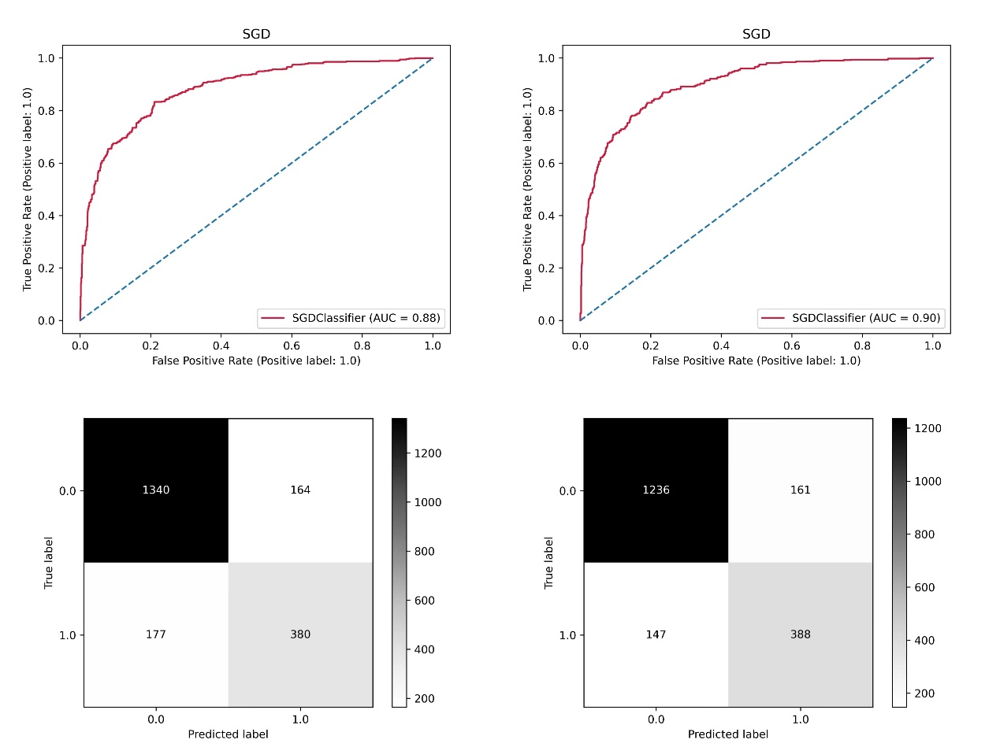 SGD
1.0
0.8
0.6
0.4
0.2
0.0
True Positive Rate (Positive label: 1.0)
SGDClassifier (AUC = 0.88)
0.0 0.2 0.4 0.6 0.8 1.0
False Positive Rate (Positive label: 1.0)
SGD
1.0
0.8
0.6
0.4
0.2
0.0
True Positive Rate (Positive label: 1.0)
SGDClassifier (AUC = 0.90)
0.0 0.2 0.4 0.6 0.8 1.0
False Positive Rate (Positive label: 1.0)
True label
0.0 1340 164
1.0 177 380
0.0 1.0
Predicted label
1200
1000
800
600
400
200
True label
0.0 1236 161
1.0 147 388
0.0 1.0
Predicted label
1200
1000
800
600
400
200